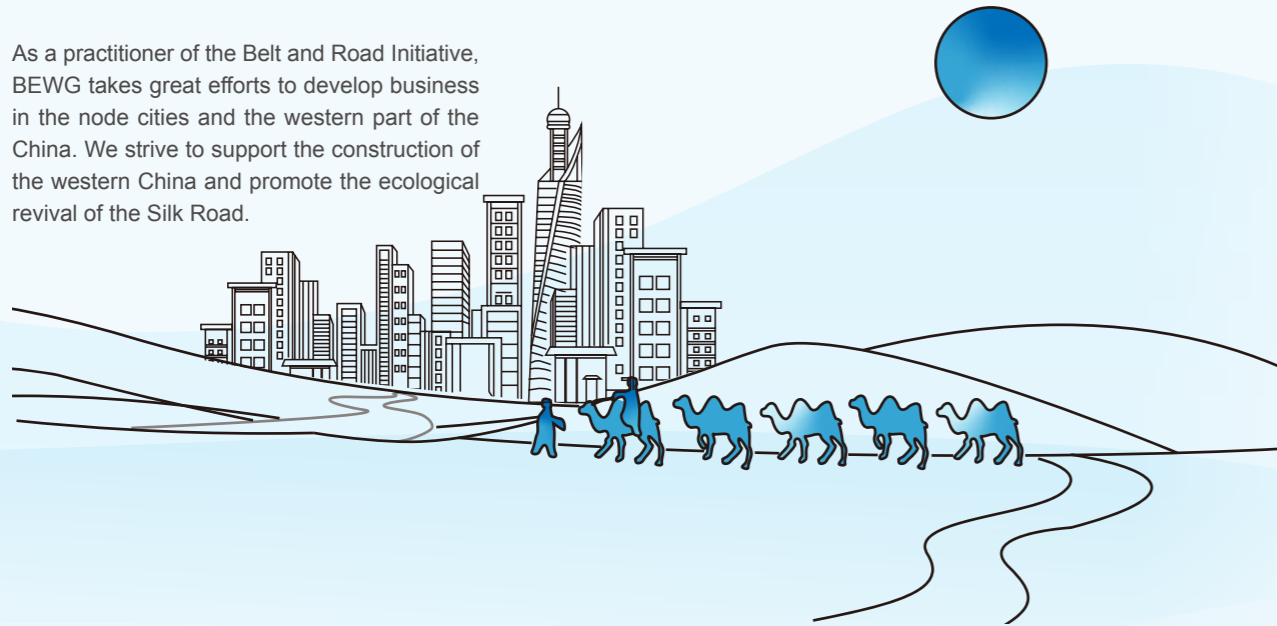 As a practitioner of the Belt and Road Initiative,
BEWG takes great efforts to develop business
in the node cities and the western part of the
China. We strive to support the construction of
the western China and promote the ecological
revival of the Silk Road.